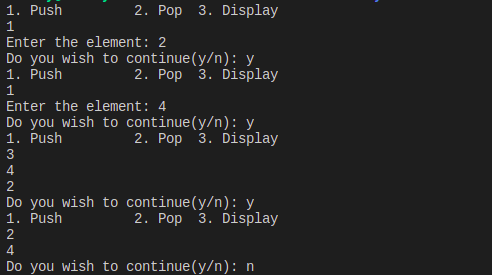 1. Push         2. Pop  3. Display
1
Enter the element: 2
Do you wish to continue(y/n): y
1. Push         2. Pop  3. Display
1
Enter the element: 4
Do you wish to continue(y/n): y
1. Push         2. Pop  3. Display
3
4
2
Do you wish to continue(y/n): y
1. Push         2. Pop  3. Display
2
4
Do you wish to continue(y/n): n